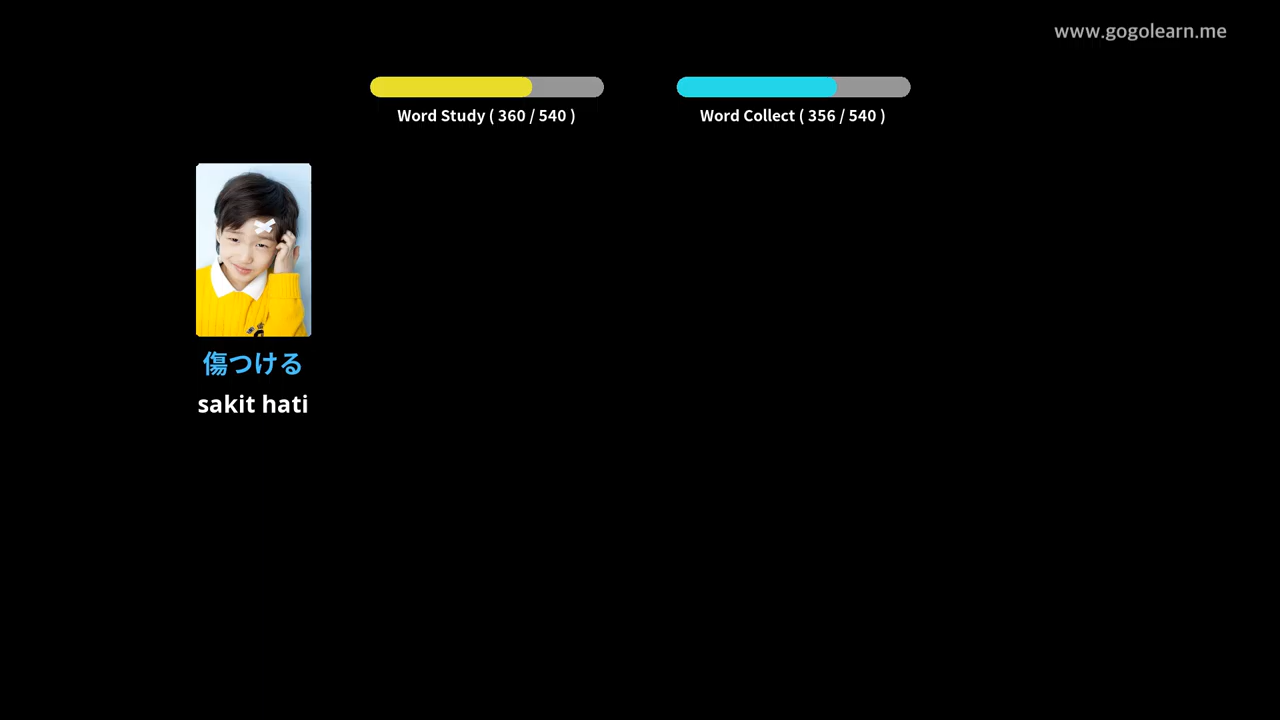 www.gogolearn.me
Word Study ( 360 / 540 )
Word Collect ( 356 / 540 )
傷つける
sakit hati